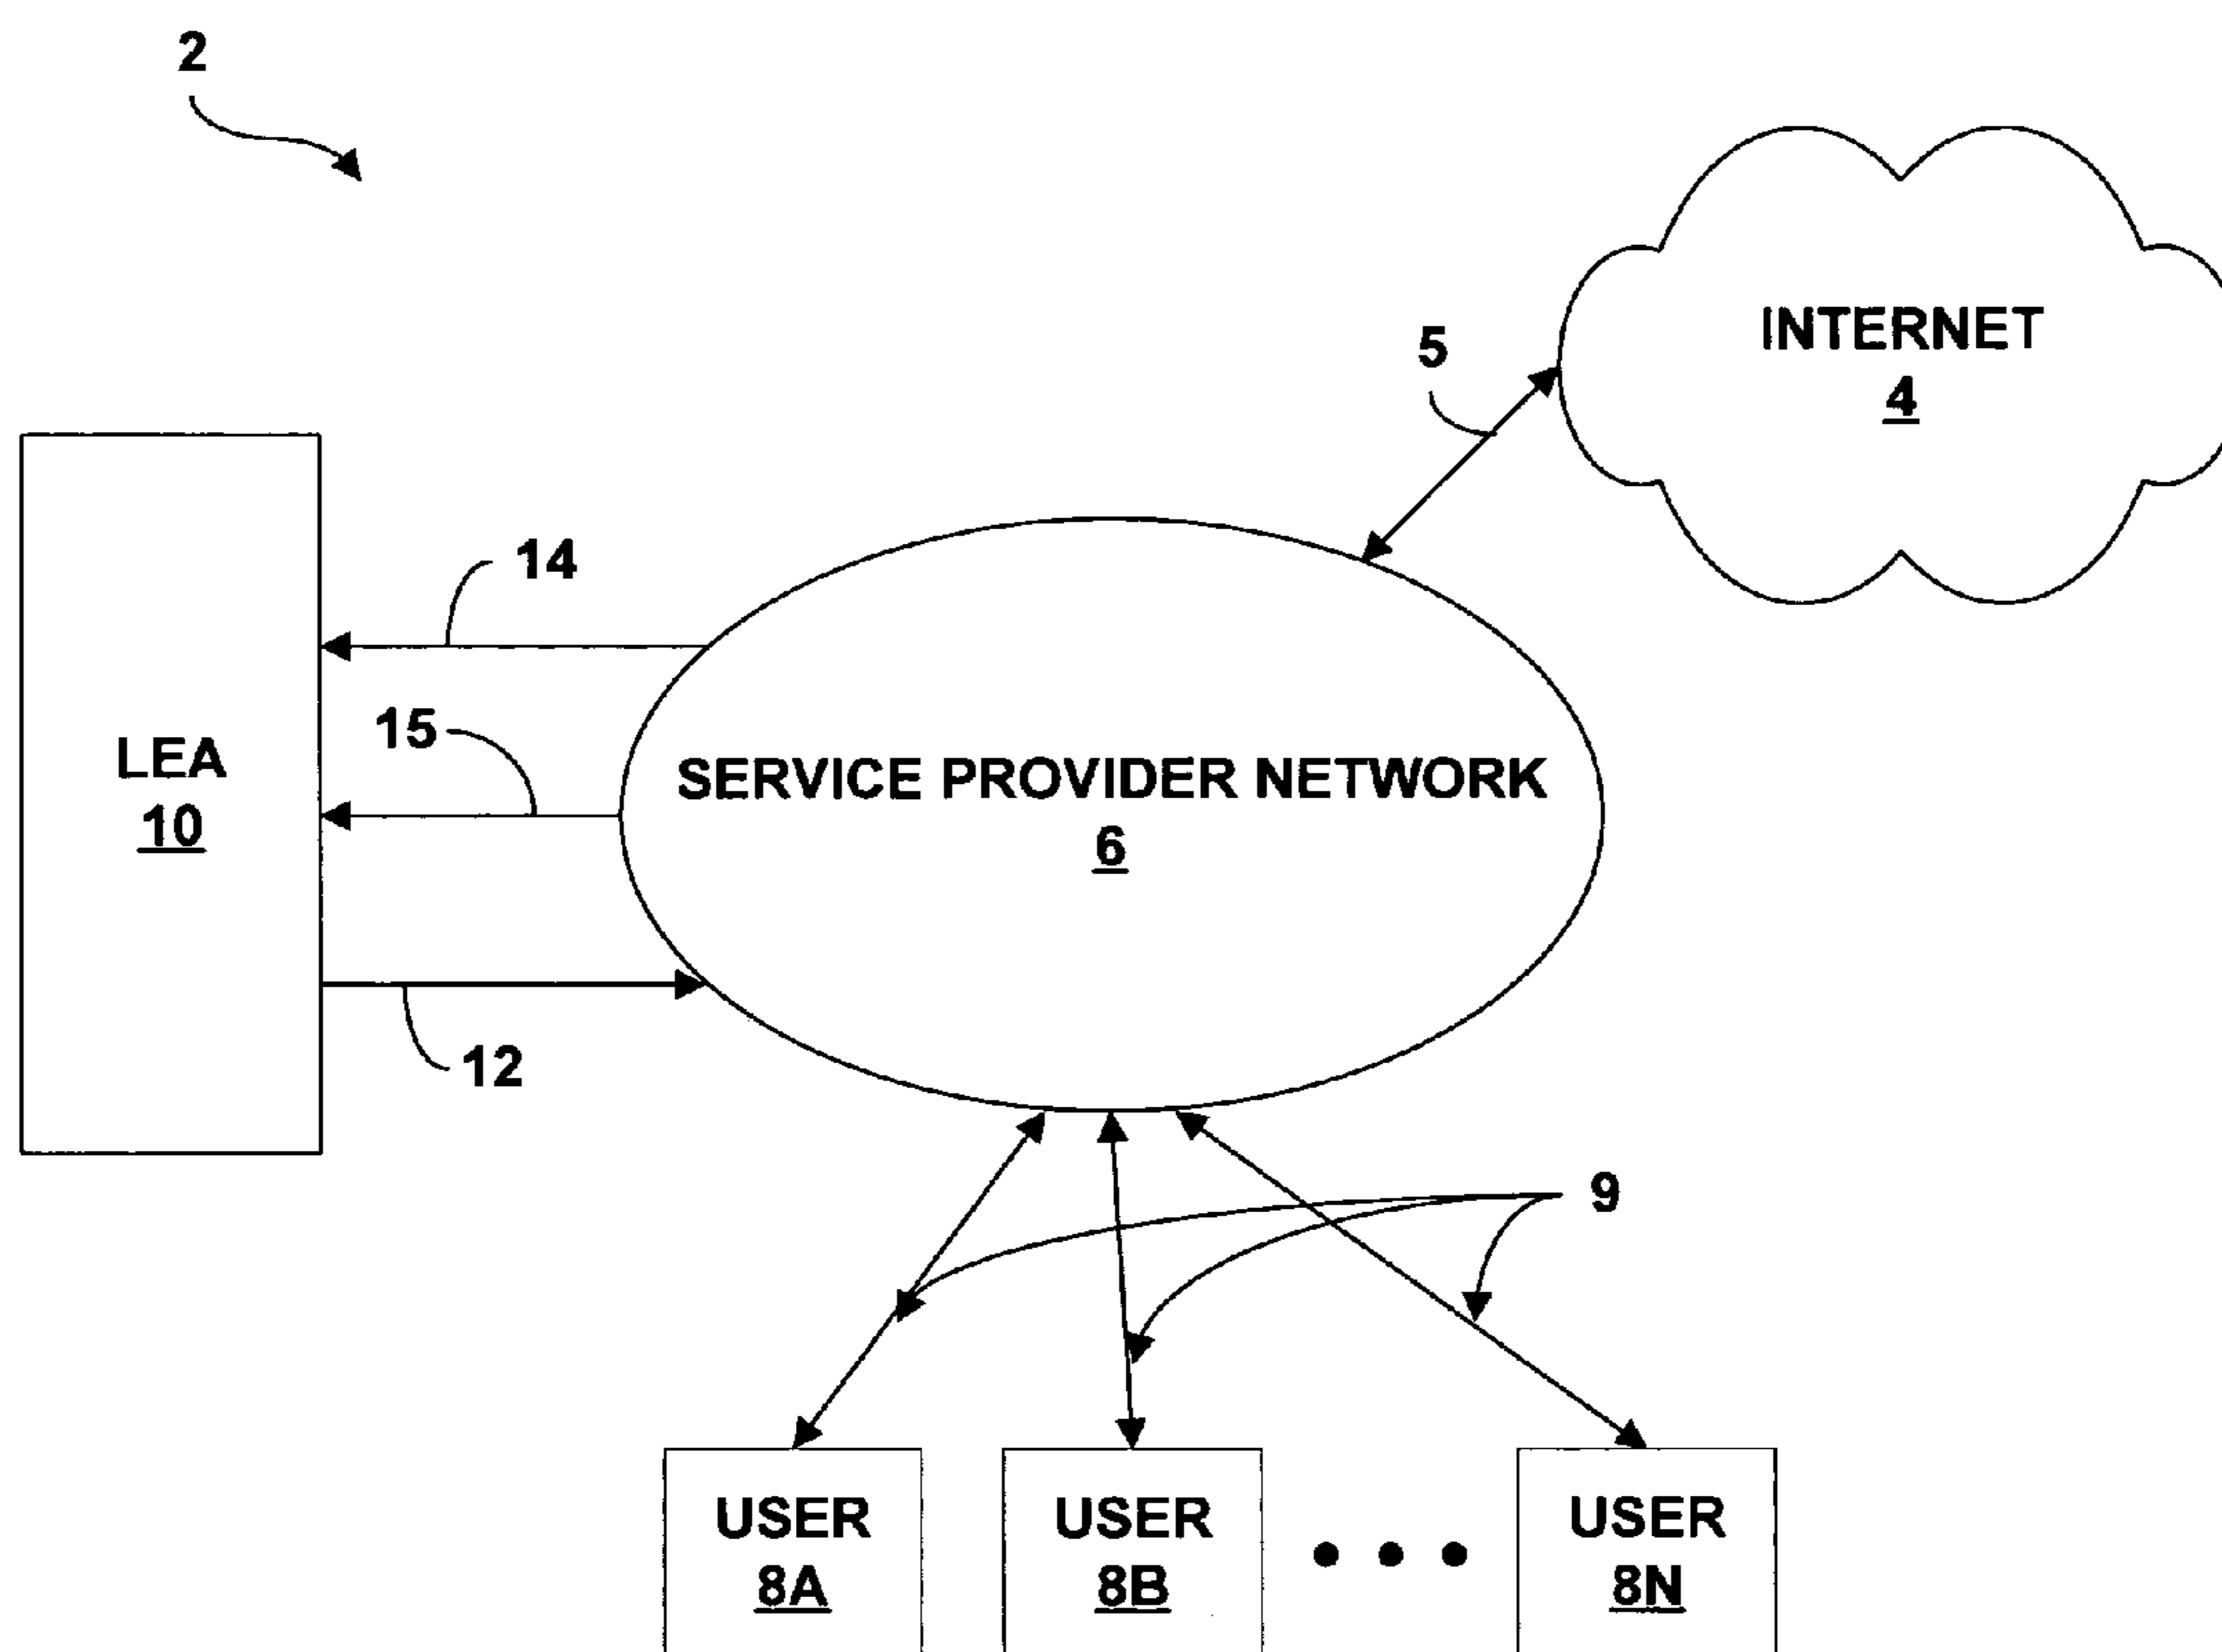 2
INTERNET
4
5
14
15
LEA
10
SERVICE PROVIDER NETWORK
6
12
9
USER
8A
USER
8B
USER
8N